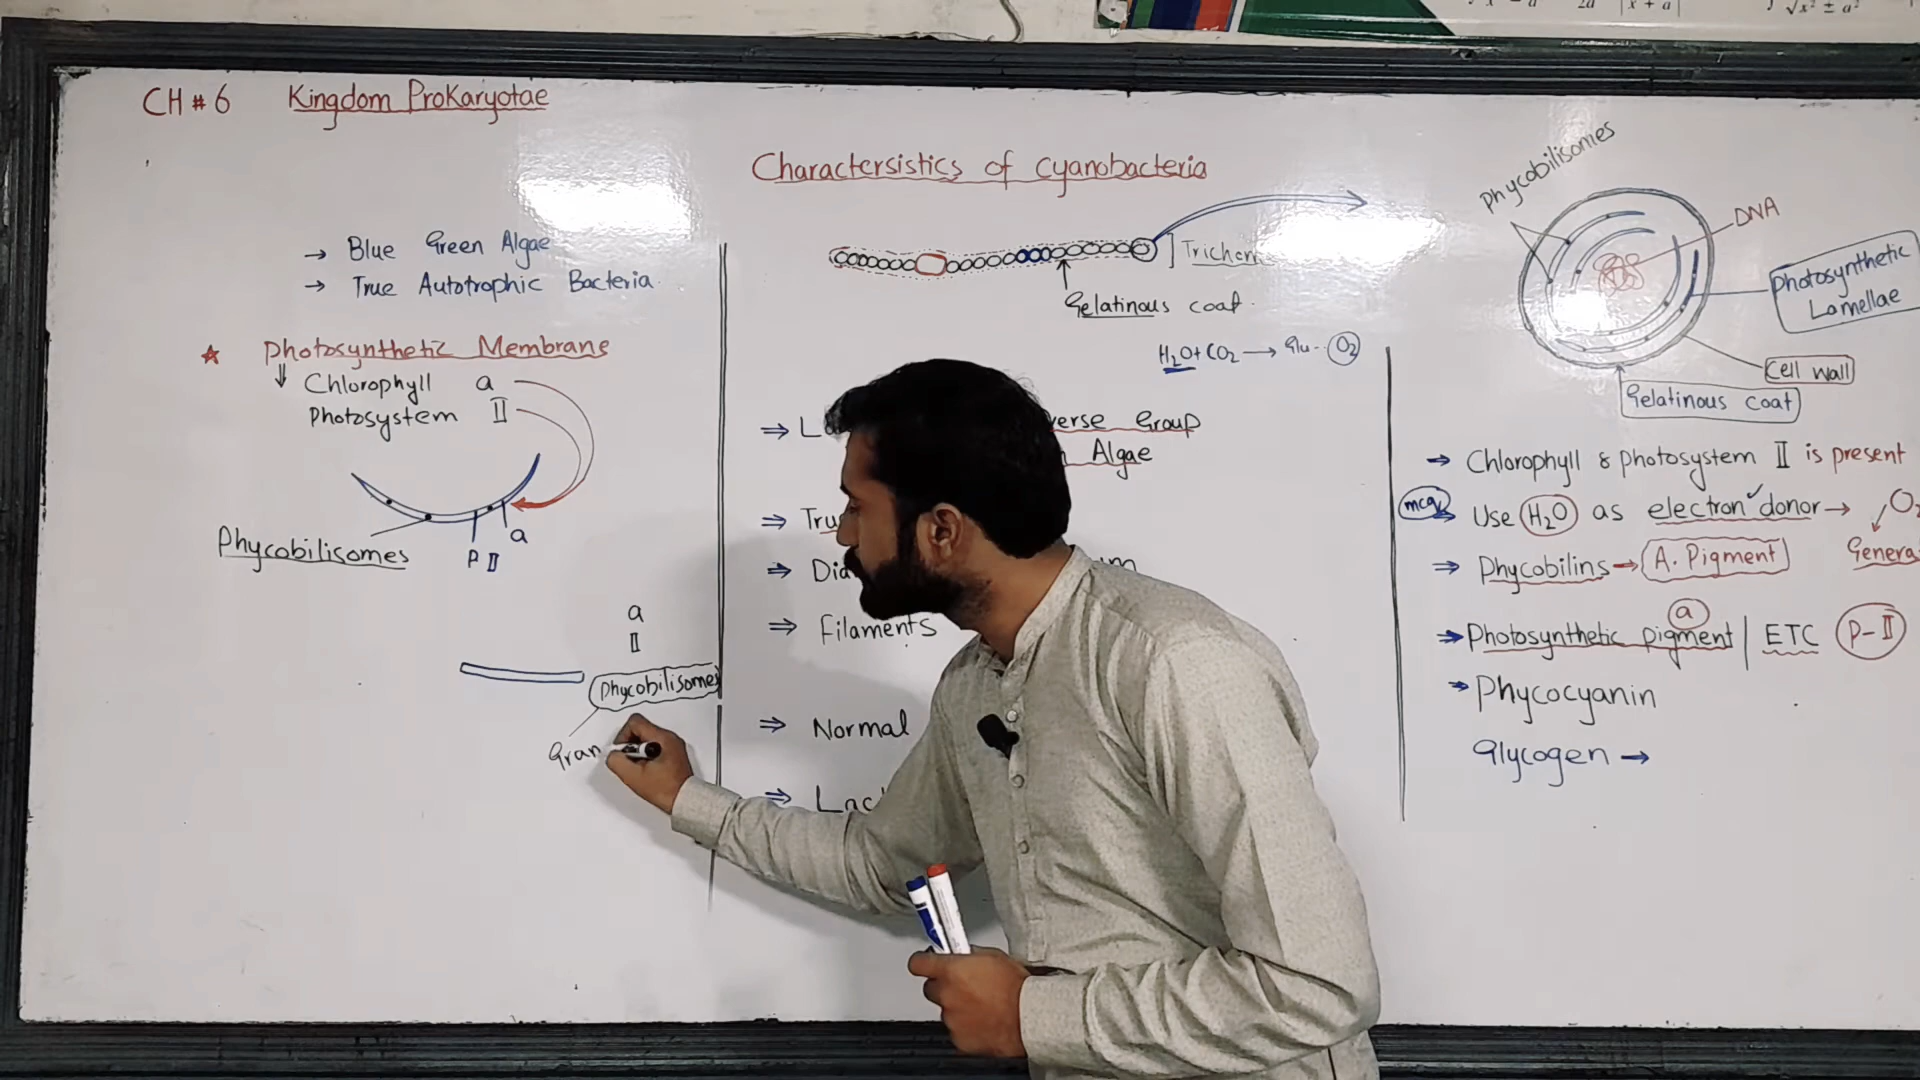 CH # 6 Kingdom Prokaryotae
Charactersistics of cyanobacteria
→ Blue Green Algae
→ True Autotrophic Bacteria.
★ Photosynthetic Membrane
↓ Chlorophyll a
Photosystem II
Phycobilisomes
P II
a
a
II
Phycobilisomes
Gran
Gelatinous coat.
H2O + CO2 → Glu-- O2
verse Group
Algae
⇒ Filaments
⇒ Normal
Phycobilisomes
DNA
Photosynthetic
Lamellae
Cell wall
Gelatinous coat
→ Chlorophyll & Photosystem II is present
mcq Use H2O as electron donor → O2
⇒ Phycobilins → A. Pigment
a
→ Photosynthetic pigment | ETC P-II
→ Phycocyanin
Glycogen →